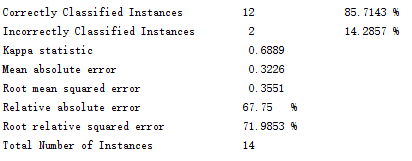 Correctly Classified Instances 12 85.7143 %
Incorrectly Classified Instances 2 14.2857 %
Kappa statistic 0.6889
Mean absolute error 0.3226
Root mean squared error 0.3551
Relative absolute error 67.75 %
Root relative squared error 71.9853 %
Total Number of Instances 14